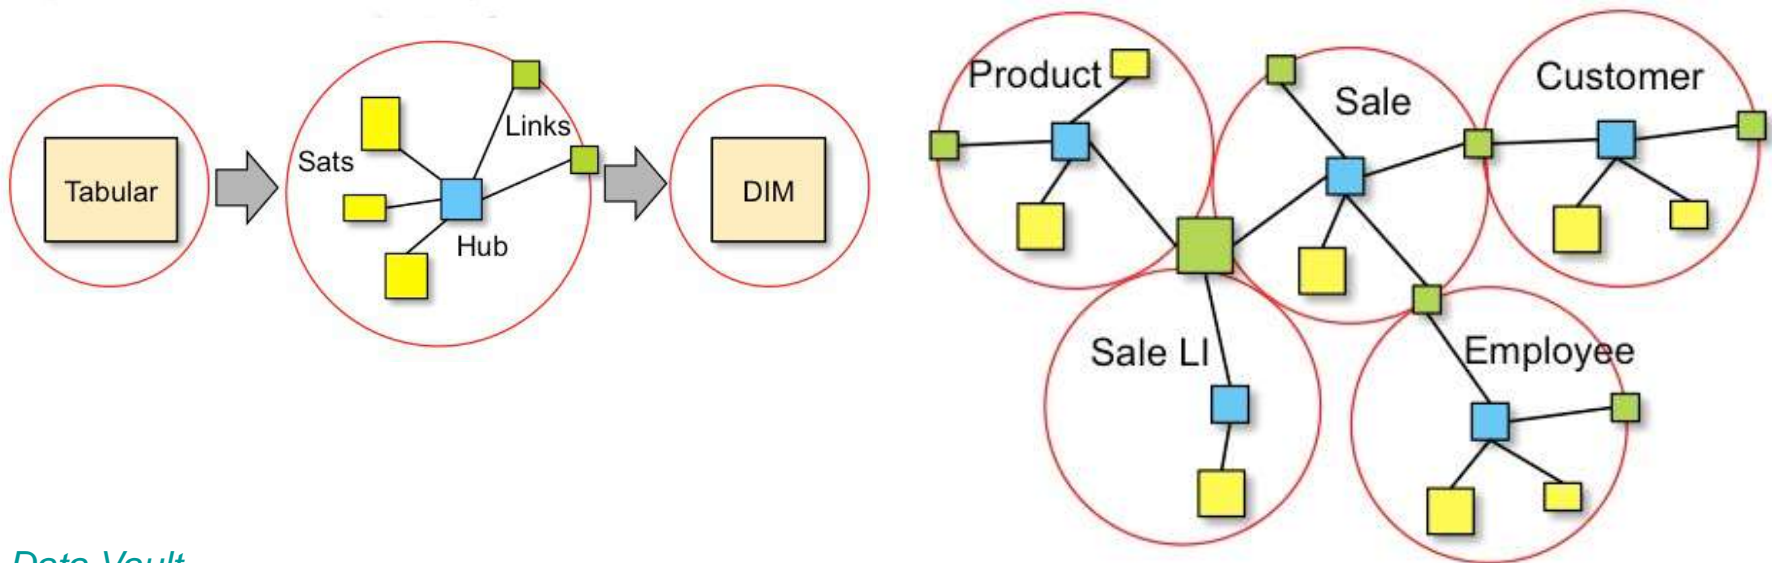 Tabular
Sats
Links
Hub
DIM
Product
Sale
Customer
Sale LI
Employee
Data Vault